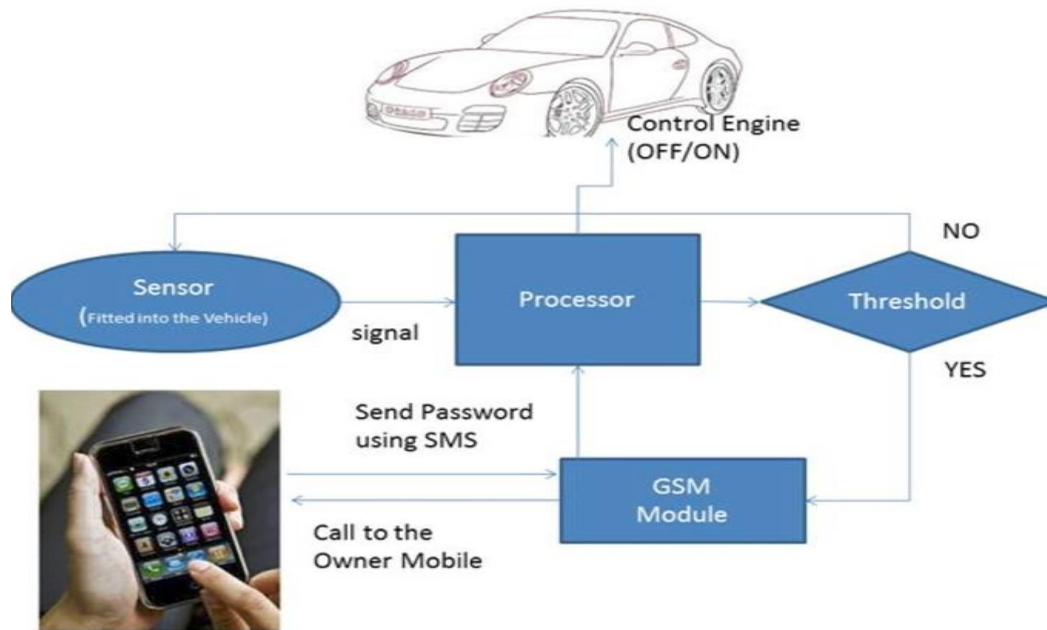 Control Engine
(OFF/ON)
NO
Sensor
(Fitted into the Vehicle)
signal
Processor
Threshold
YES
Send Password
using SMS
GSM
Module
Call to the
Owner Mobile